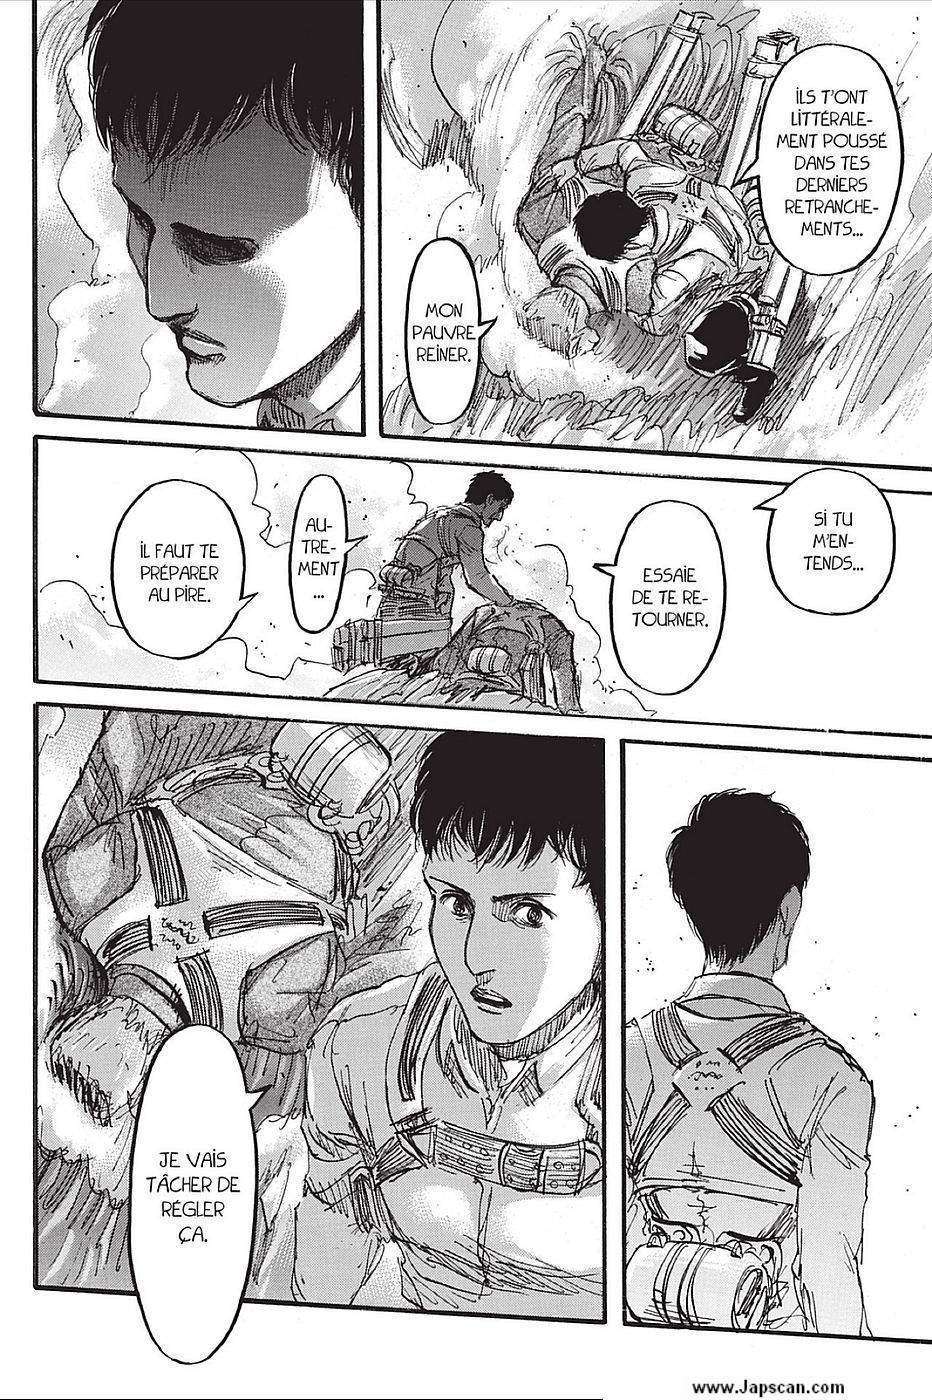 ILS T'ONT
LITTÉRALE-
MENT POUSSÉ
DANS TES
DERNIERS
RETRANCHE-
MENTS...
MON
PAUVRE
REINER.
SI TU
M'EN-
TENDS...
ESSAIE
DE TE RE-
TOURNER.
AU-
TRE-
MENT
...
IL FAUT TE
PRÉPARER
AU PIRE.
JE VAIS
TÂCHER DE
RÉGLER
ÇA.
www.Japscan.com